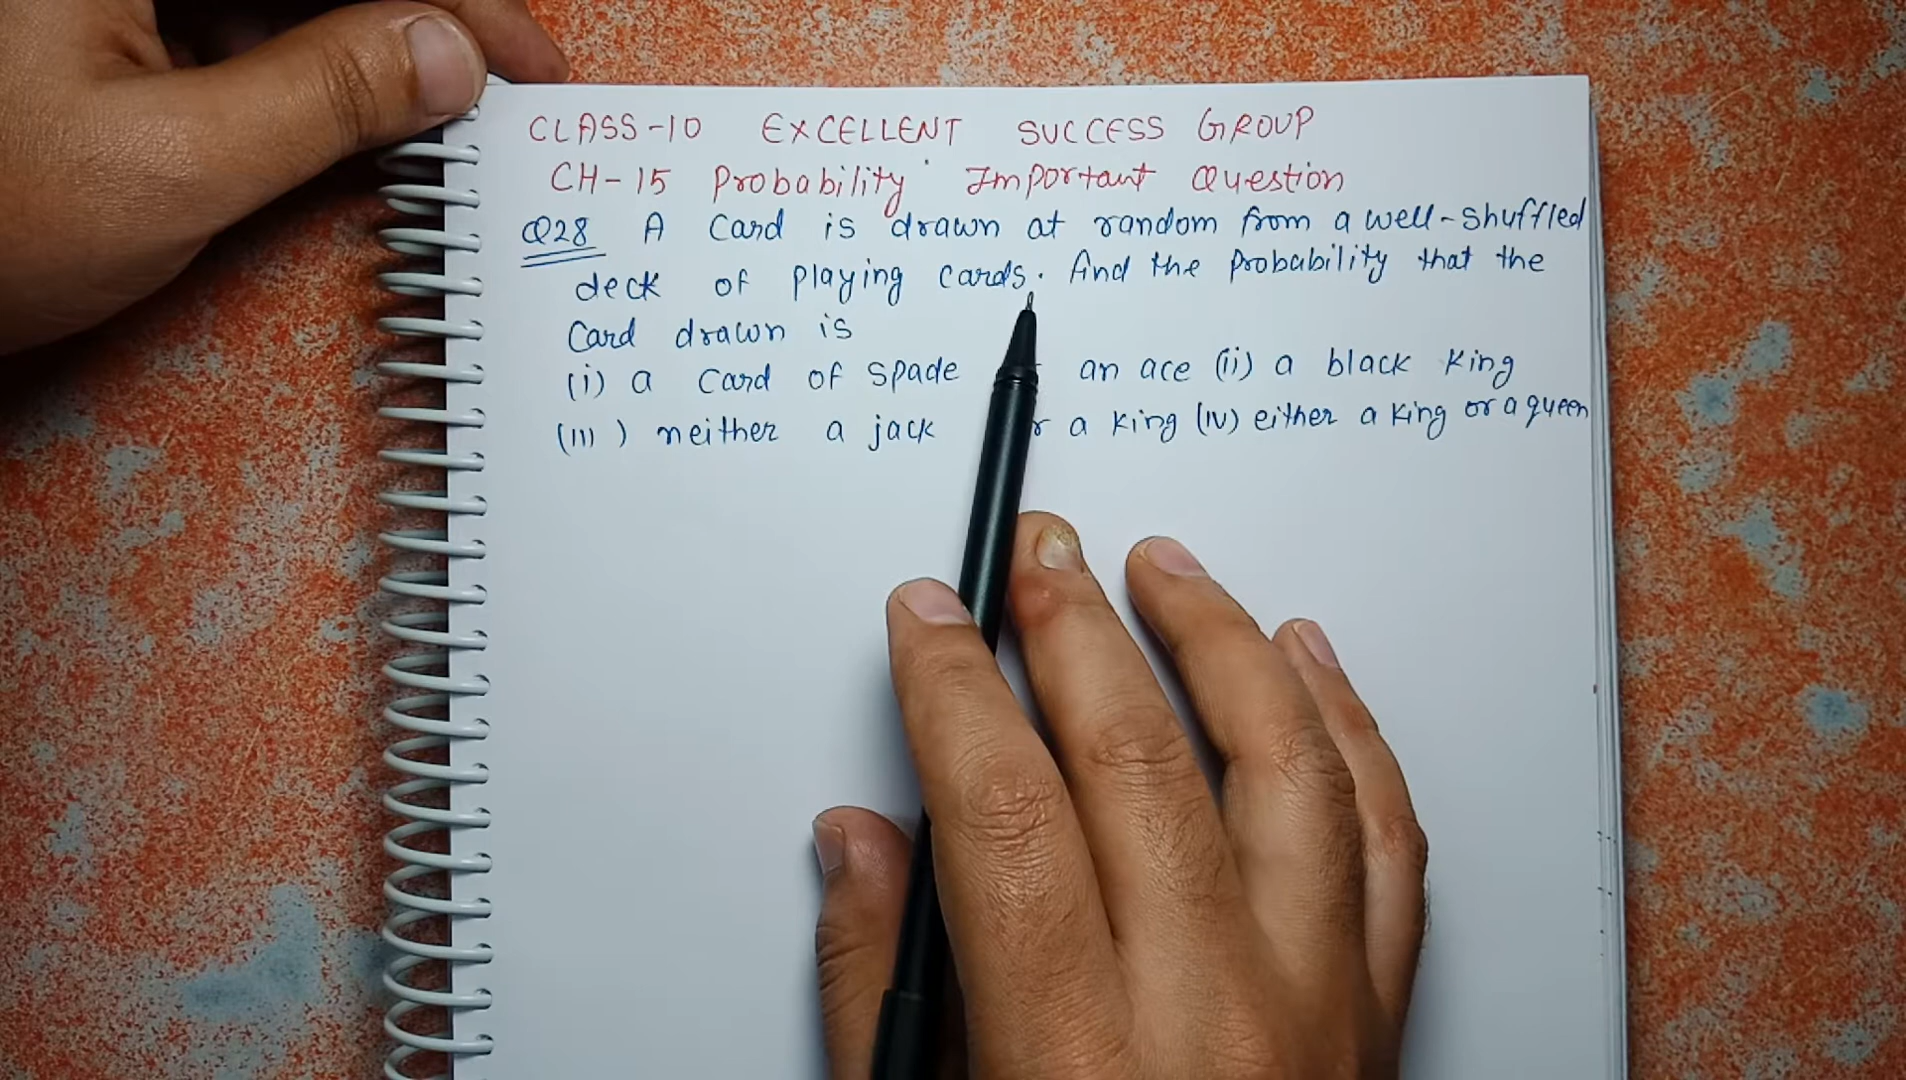 CLASS-10 EXCELLENT SUCCESS GROUP
CH-15 Probability Important Question
Q28 A Card is drawn at random from a well-shuffled
deck of playing cards. find the probability that the
Card drawn is
(i) a Card of spade an ace (ii) a black King
(iii) neither a jack a king (iv) either a king or a queen